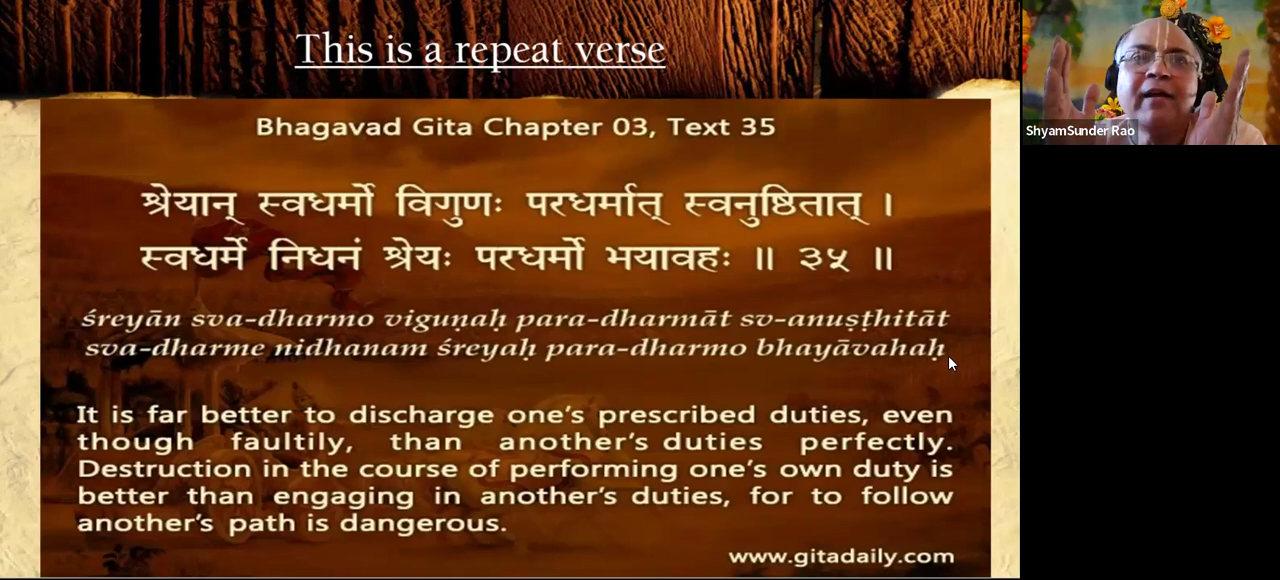 This is a repeat verse
Bhagavad Gita Chapter 03, Text 35
श्रेयान् स्वधर्मो विगुणः परधर्मात् स्वनुष्ठितात् ।
स्वधर्मे निधनं श्रेयः परधर्मो भयावहः ॥ ३५ ॥
śreyān sva-dharmo viguṇaḥ para-dharmāt sv-anuṣṭhitāt
sva-dharme nidhanam śreyaḥ para-dharmo bhayāvahaḥ
It is far better to discharge one's prescribed duties, even
though faultily, than another's duties perfectly.
Destruction in the course of performing one's own duty is
better than engaging in another's duties, for to follow
another's path is dangerous.
www.gitadaily.com
ShyamSunder Rao